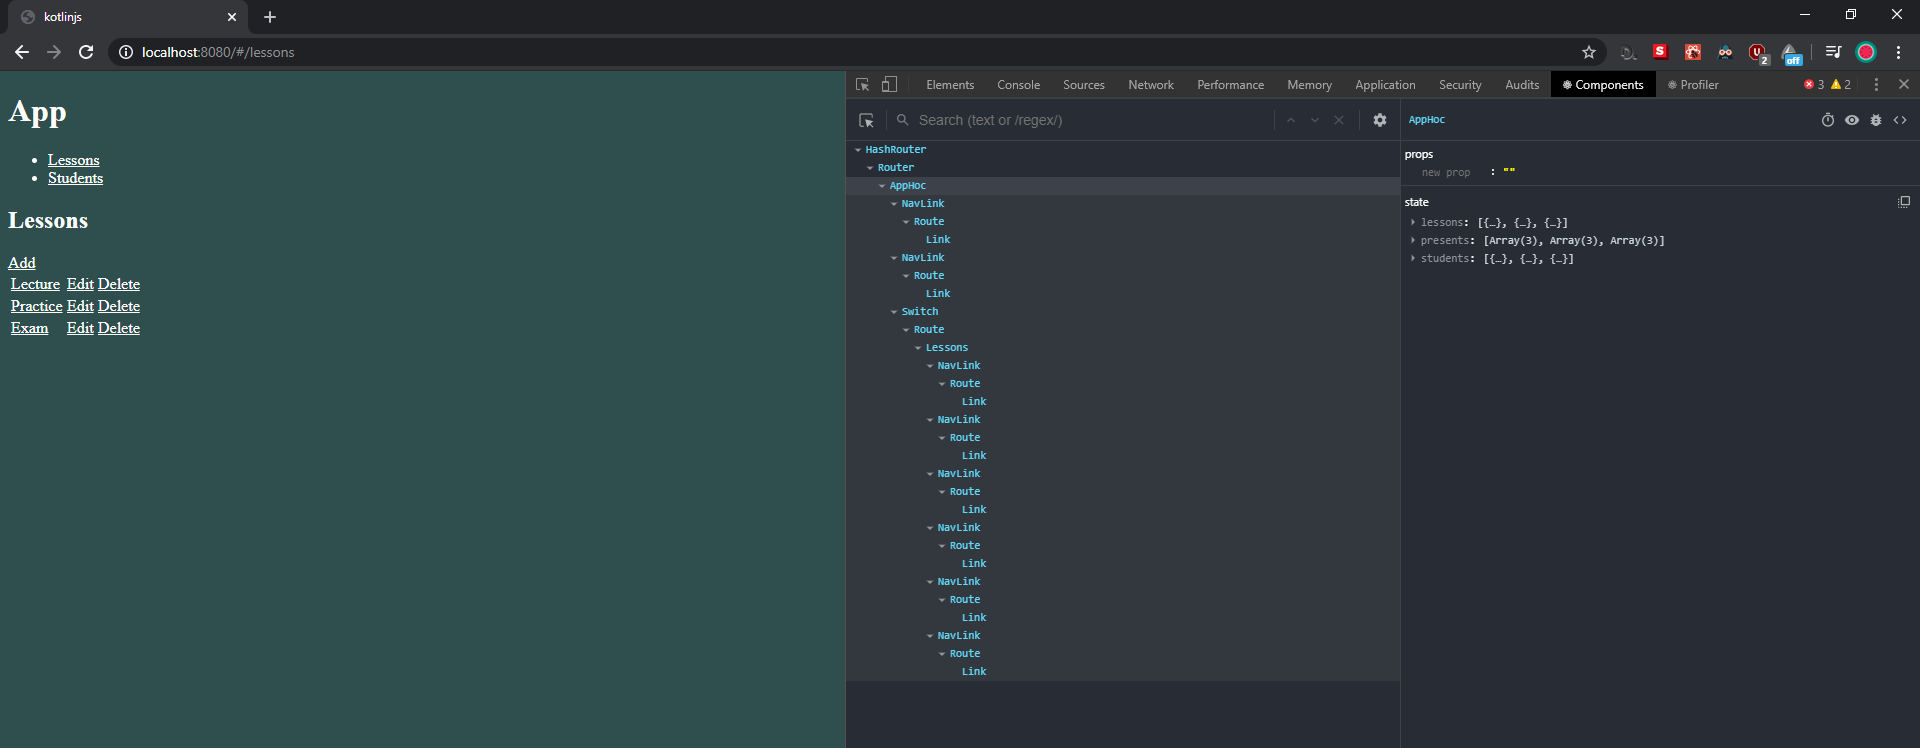 kotlinjs
localhost:8080/#/lessons
S
2
off
App
Lessons
Students
Lessons
Add
Lecture Edit Delete
Practice Edit Delete
Exam Edit Delete
Elements Console Sources Network Performance Memory Application Security Audits Components Profiler 3 2
Search (text or /regex/)
HashRouter
Router
AppHoc
NavLink
Route
Link
NavLink
Route
Link
Switch
Route
Lessons
NavLink
Route
Link
NavLink
Route
Link
NavLink
Route
Link
NavLink
Route
Link
NavLink
Route
Link
NavLink
Route
Link
AppHoc
props
new prop : ""
state
lessons: [{…}, {…}, {…}]
presents: [Array(3), Array(3), Array(3)]
students: [{…}, {…}, {…}]